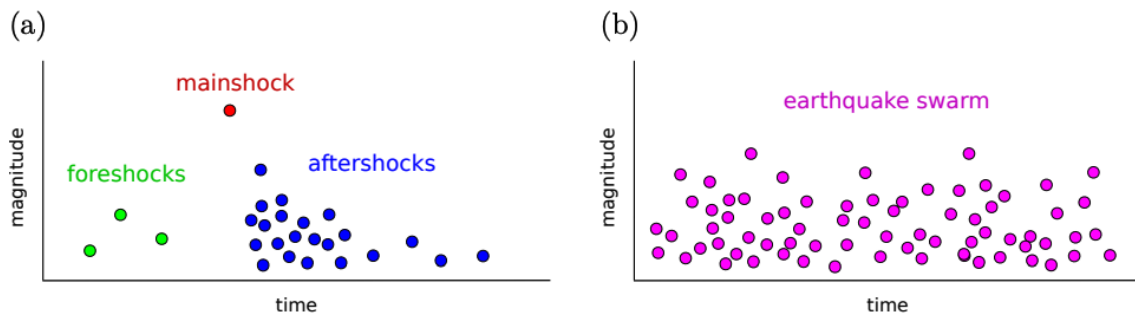 (a)
mainshock
foreshocks
aftershocks
magnitude
time
(b)
earthquake swarm
magnitude
time